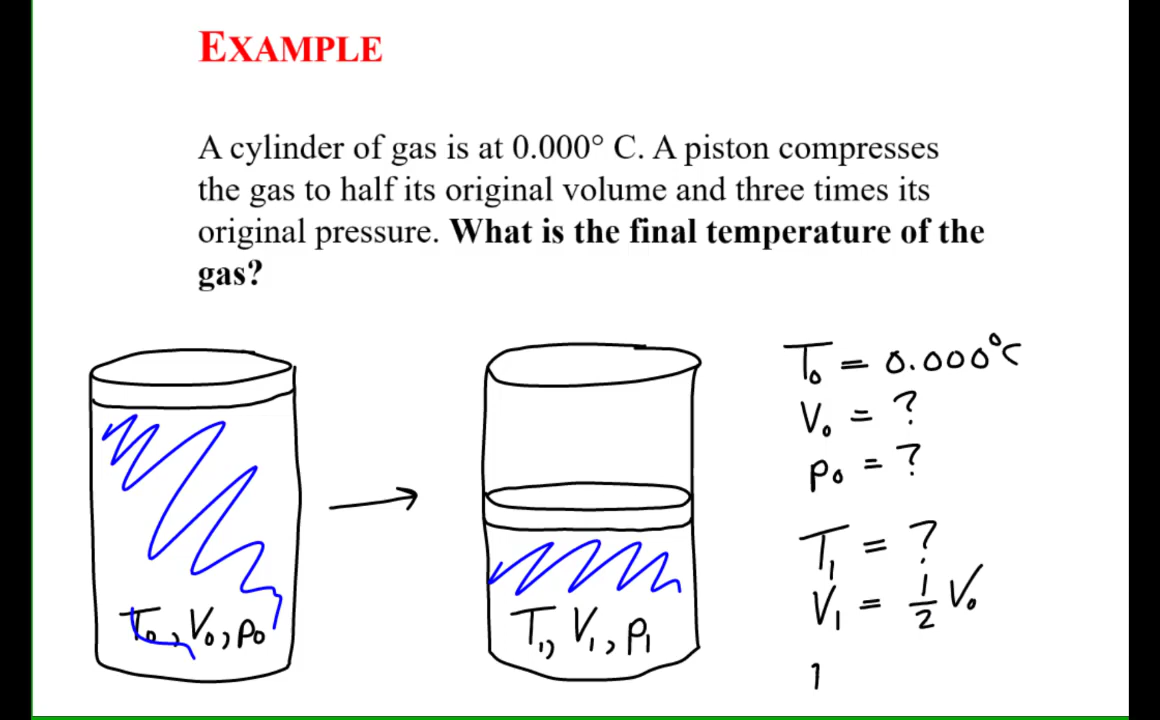 EXAMPLE
A cylinder of gas is at 0.000° C. A piston compresses
the gas to half its original volume and three times its
original pressure. What is the final temperature of the
gas?
T₀ = 0.000°C
V₀ = ?
p₀ = ?
T₁ = ?
V₁ = 1/2 V₀
T₀, V₀, p₀
T₁, V₁, p₁